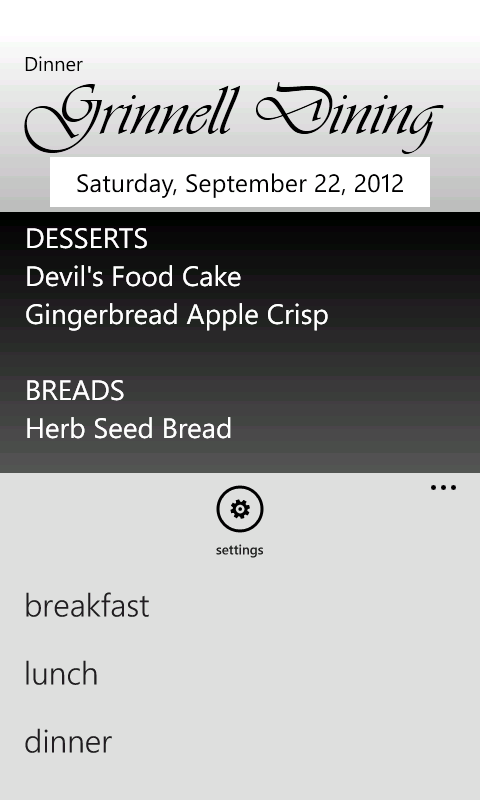 Dinner
Grinnell Dining
Saturday, September 22, 2012
DESSERTS
Devil's Food Cake
Gingerbread Apple Crisp
BREADS
Herb Seed Bread
settings
breakfast
lunch
dinner